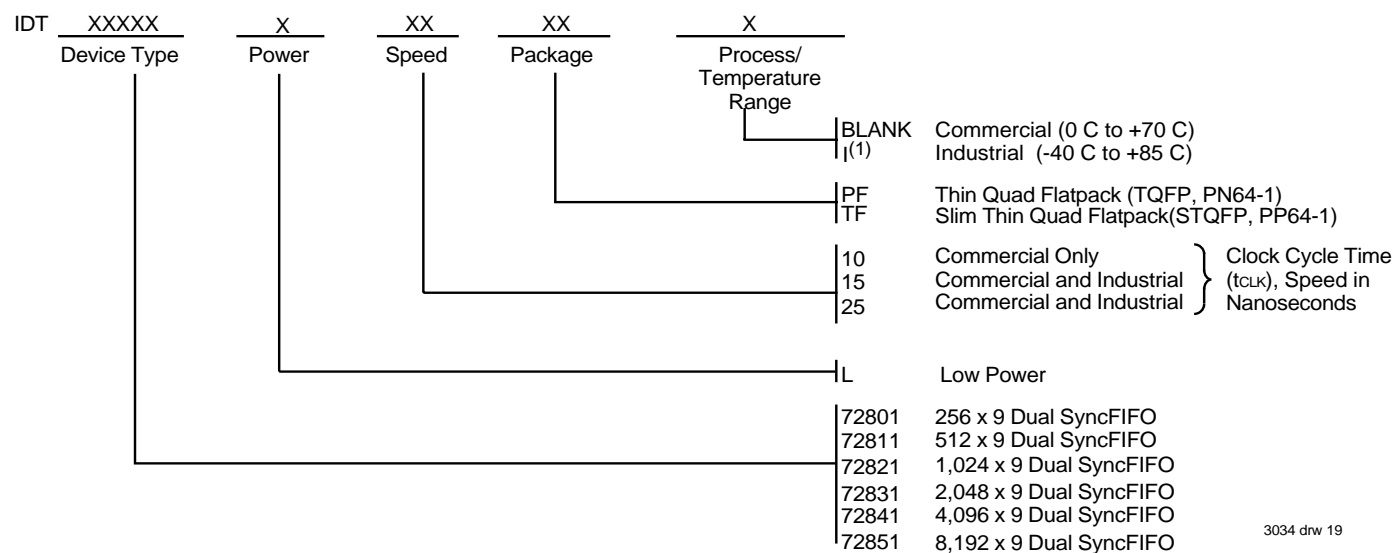 IDT XXXXX X XX XX X
Device Type Power Speed Package Process/
Temperature
Range
BLANK Commercial (0 C to +70 C)
I(1) Industrial (-40 C to +85 C)
PF Thin Quad Flatpack (TQFP, PN64-1)
TF Slim Thin Quad Flatpack(STQFP, PP64-1)
10 Commercial Only Clock Cycle Time
15 Commercial and Industrial (tCLK), Speed in
25 Commercial and Industrial Nanoseconds
L Low Power
72801 256 x 9 Dual SyncFIFO
72811 512 x 9 Dual SyncFIFO
72821 1,024 x 9 Dual SyncFIFO
72831 2,048 x 9 Dual SyncFIFO
72841 4,096 x 9 Dual SyncFIFO
72851 8,192 x 9 Dual SyncFIFO
3034 drw 19